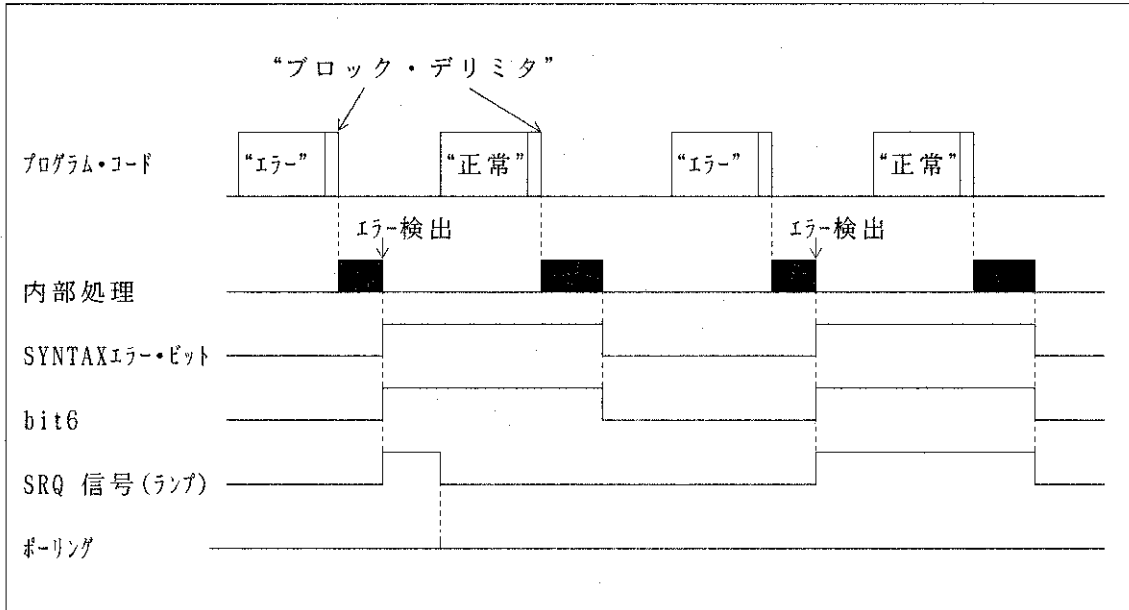 “ブロック・デリミタ”
プログラム・コード
“エラー”
“正常”
“エラー”
“正常”
エラー検出
エラー検出
内部処理
SYNTAXエラー・ビット
bit6
SRQ 信号(ランプ)
ポーリング